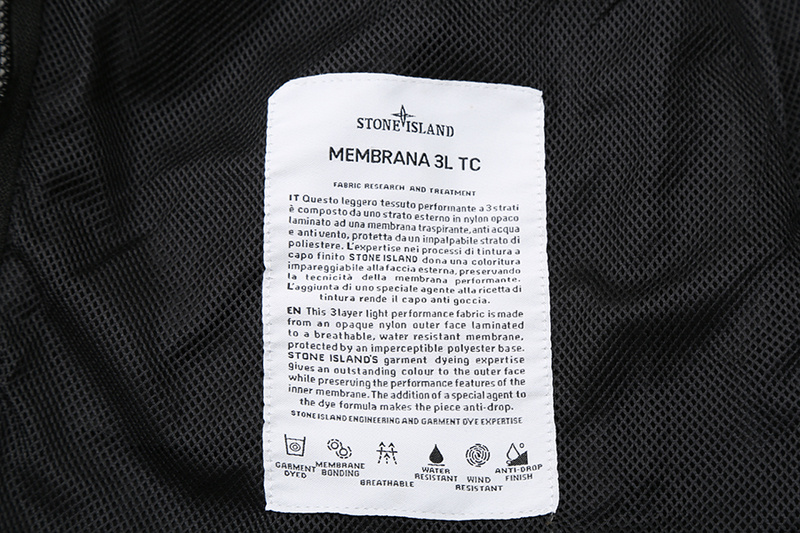 STONE ISLAND
MEMBRANA 3L TC
FABRIC RESEARCH AND TREATMENT
IT Questo leggero tessuto performante a 3 strati
è composto da uno strato esterno in nylon opaco
laminato ad una membrana traspirante, anti acqua
e anti vento, protetta da un impalpabile strato di
poliestere. L'expertise nei processi di tintura a
capo finito STONE ISLAND dona una coloritura
impareggiabile alla faccia esterna, preservando
la tecnicità della membrana performante.
L'aggiunta di uno speciale agente alla ricetta di
tintura rende il capo anti goccia.
EN This 3 layer light performance fabric is made
from an opaque nylon outer face laminated
to a breathable, water resistant membrane,
protected by an imperceptible polyester base.
STONE ISLAND'S garment dyeing expertise
gives an outstanding colour to the outer face
while preserving the performance features of the
inner membrane. The addition of a special agent to
the dye formula makes the piece anti-drop.
STONE ISLAND ENGINEERING AND GARMENT DYE EXPERTISE
GARMENT DYED
MEMBRANE BONDING
BREATHABLE
WATER RESISTANT
WIND RESISTANT
ANTI-DROP FINISH